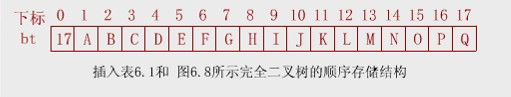 下标 0 1 2 3 4 5 6 7 8 9 10 11 12 13 14 15 16 17
bt 17 A B C D E F G H I J K L M N O P Q
插入表6.1和 图6.8所示完全二叉树的顺序存储结构